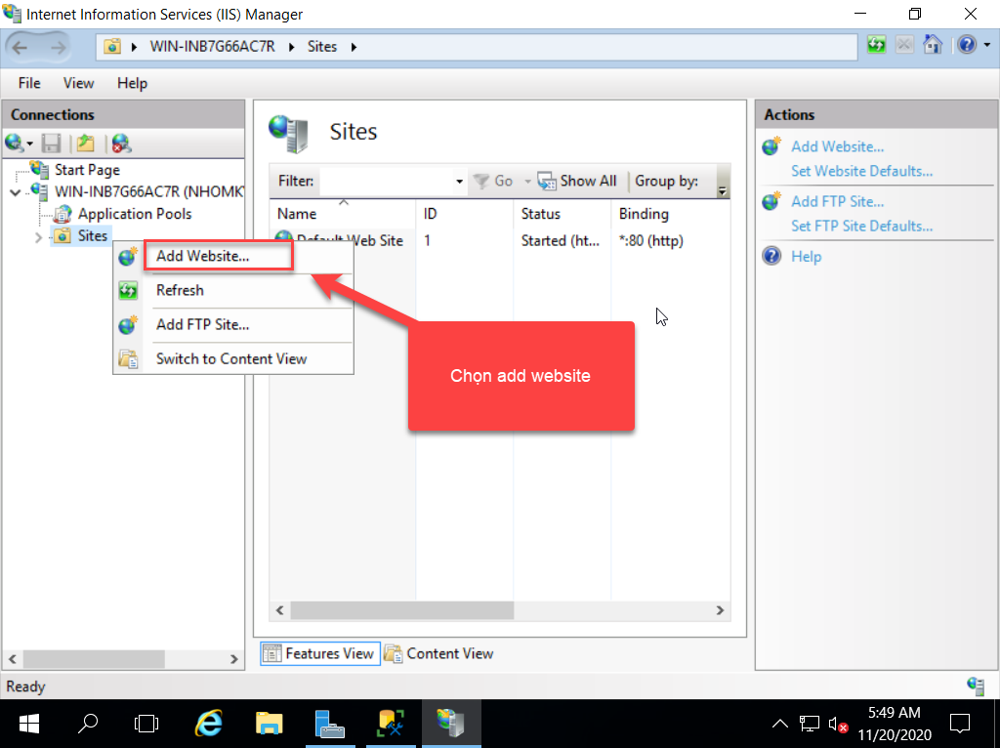 Internet Information Services (IIS) Manager
WIN-INB7G66AC7R Sites
File View Help
Connections
Start Page
WIN-INB7G66AC7R (NHOMK
Application Pools
Sites
Add Website...
Refresh
Add FTP Site...
Switch to Content View
Sites
Filter: Go Show All Group by:
Name ID Status Binding
Default Web Site 1 Started (ht... *:80 (http)
Chọn add website
Features View Content View
Actions
Add Website...
Set Website Defaults...
Add FTP Site...
Set FTP Site Defaults...
Help
Ready
5:49 AM
11/20/2020